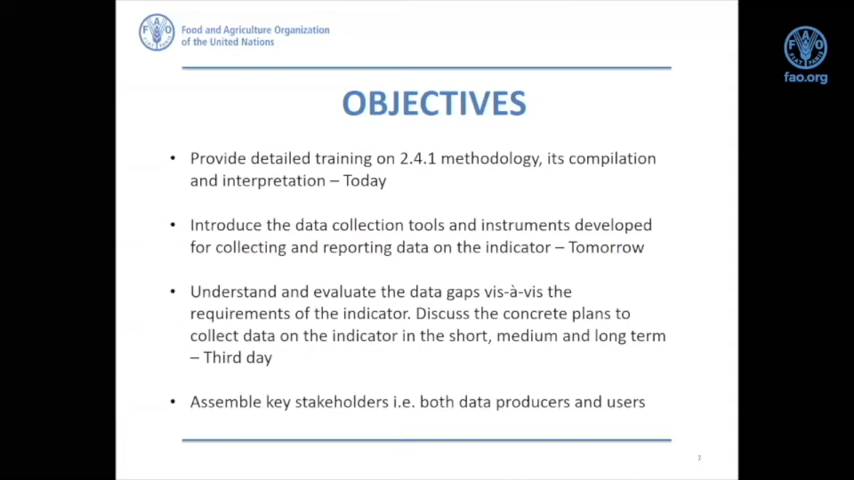 Food and Agriculture Organization
of the United Nations
OBJECTIVES
• Provide detailed training on 2.4.1 methodology, its compilation
and interpretation – Today
• Introduce the data collection tools and instruments developed
for collecting and reporting data on the indicator – Tomorrow
• Understand and evaluate the data gaps vis-à-vis the
requirements of the indicator. Discuss the concrete plans to
collect data on the indicator in the short, medium and long term
– Third day
• Assemble key stakeholders i.e. both data producers and users
2
F A O
FIAT PANIS
fao.org